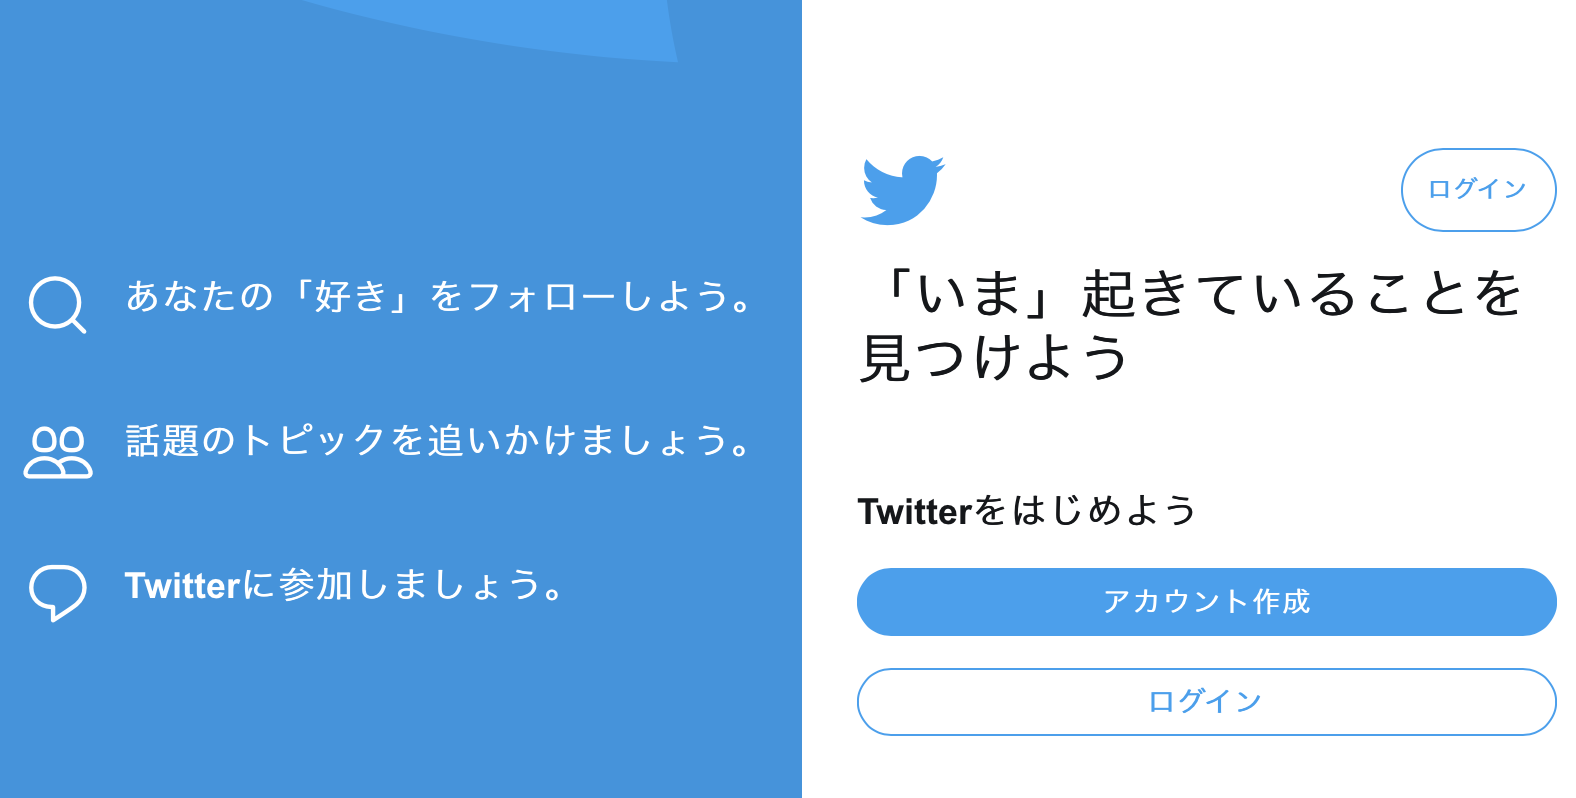 あなたの「好き」をフォローしよう。
話題のトピックを追いかけましょう。
Twitterに参加しましょう。
ログイン
「いま」起きていることを
見つけよう
Twitterをはじめよう
アカウント作成
ログイン